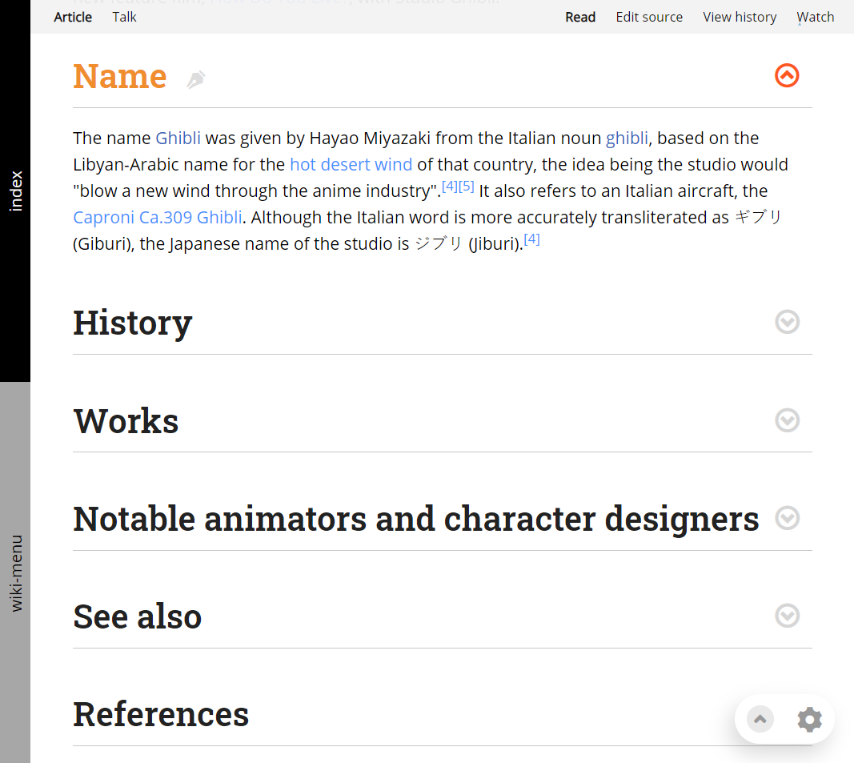 Article Talk Read Edit source View history Watch
Name
The name Ghibli was given by Hayao Miyazaki from the Italian noun ghibli, based on the
Libyan-Arabic name for the hot desert wind of that country, the idea being the studio would
"blow a new wind through the anime industry".[4][5] It also refers to an Italian aircraft, the
Caproni Ca.309 Ghibli. Although the Italian word is more accurately transliterated as ギブリ
(Giburi), the Japanese name of the studio is ジブリ (Jiburi).[4]
index
History
Works
Notable animators and character designers
wiki-menu
See also
References